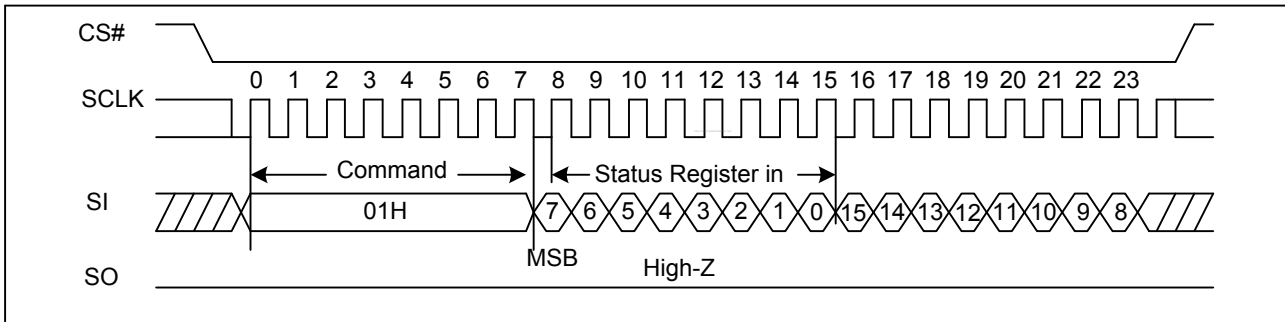 CS#
0 1 2 3 4 5 6 7 8 9 10 11 12 13 14 15 16 17 18 19 20 21 22 23
SCLK
Command Status Register in
SI 01H 7 6 5 4 3 2 1 0 15 14 13 12 11 10 9 8
MSB High-Z
SO